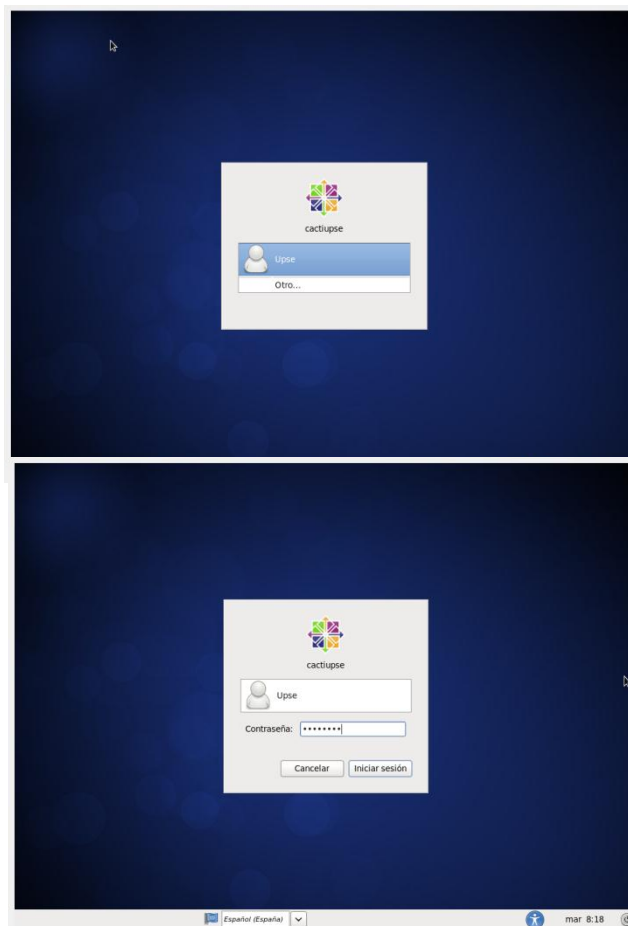 cactiupse
Upse
Otro...
cactiupse
Upse
Contraseña: ••••••••
Cancelar Iniciar sesión
Español (España) mar 8:18